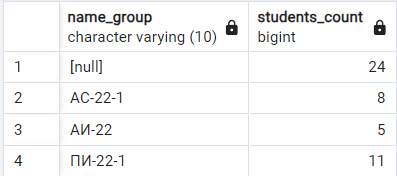 name_group students_count
character varying (10) bigint
1 [null] 24
2 АС-22-1 8
3 АИ-22 5
4 ПИ-22-1 11